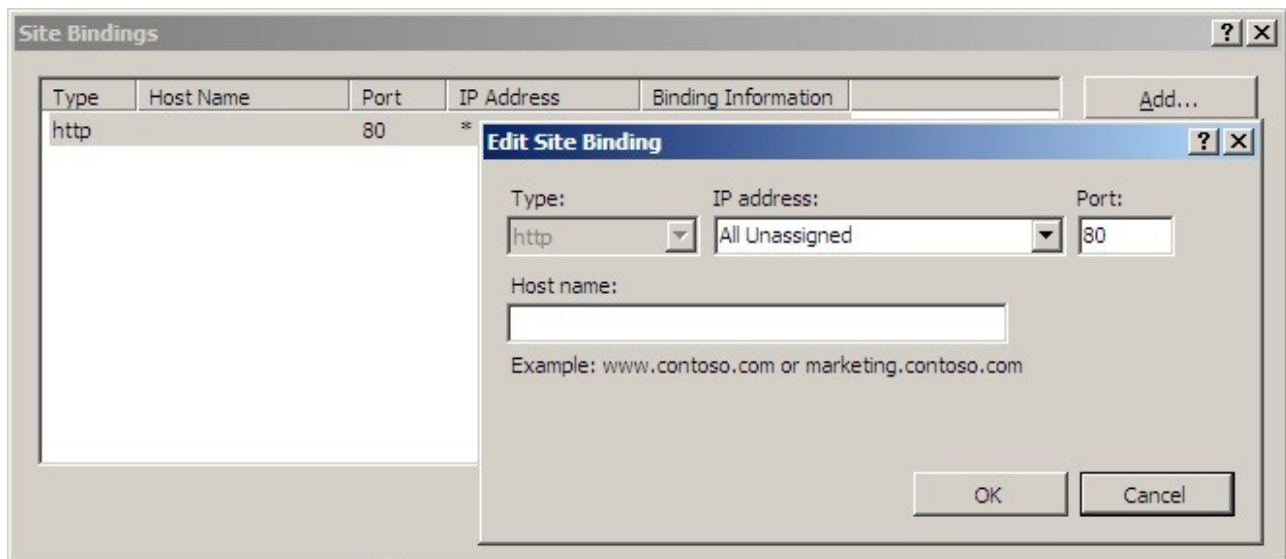 Site Bindings
Type Host Name Port IP Address Binding Information
Add...
http 80 *
Edit Site Binding
Type: IP address: Port:
http All Unassigned 80
Host name:
Example: www.contoso.com or marketing.contoso.com
OK Cancel